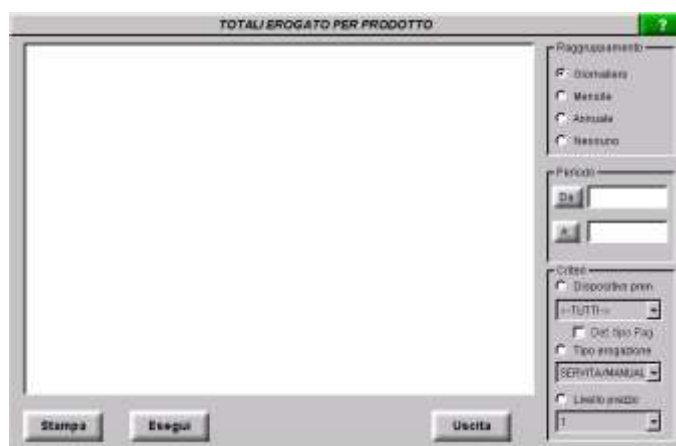 TOTALI EROGATO PER PRODOTTO
?
Raggruppamento
Giornaliero
Mensile
Annuale
Nessuno
Periodo
Da
A
Criteri
Dispositivo pren
<-TUTTI->
Det tipo Pag
Tipo erogazione
SERVITA/MANUAL
Livello prezzo
1
Stampa
Esegui
Uscita